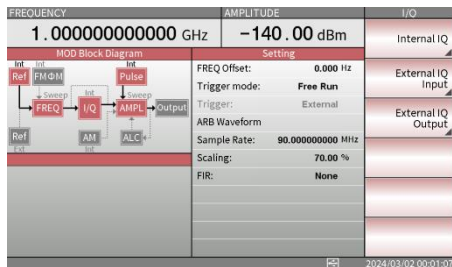 FREQUENCY AMPLITUDE I/Q
1.000000000000 GHz −140.00 dBm
Internal IQ
MOD Block Diagram
Int Int Int
Ref FMΦM Pulse
Sweep Int Sweep
FREQ I/Q AMPL Output
Ref AM ALC
Ext Int
Setting
FREQ Offset: 0.000 Hz
Trigger mode: Free Run
Trigger: External
ARB Waveform
Sample Rate: 90.000000000 MHz
Scaling: 70.00 %
FIR: None
External IQ
Input
External IQ
Output
2024/03/02 00:01:01